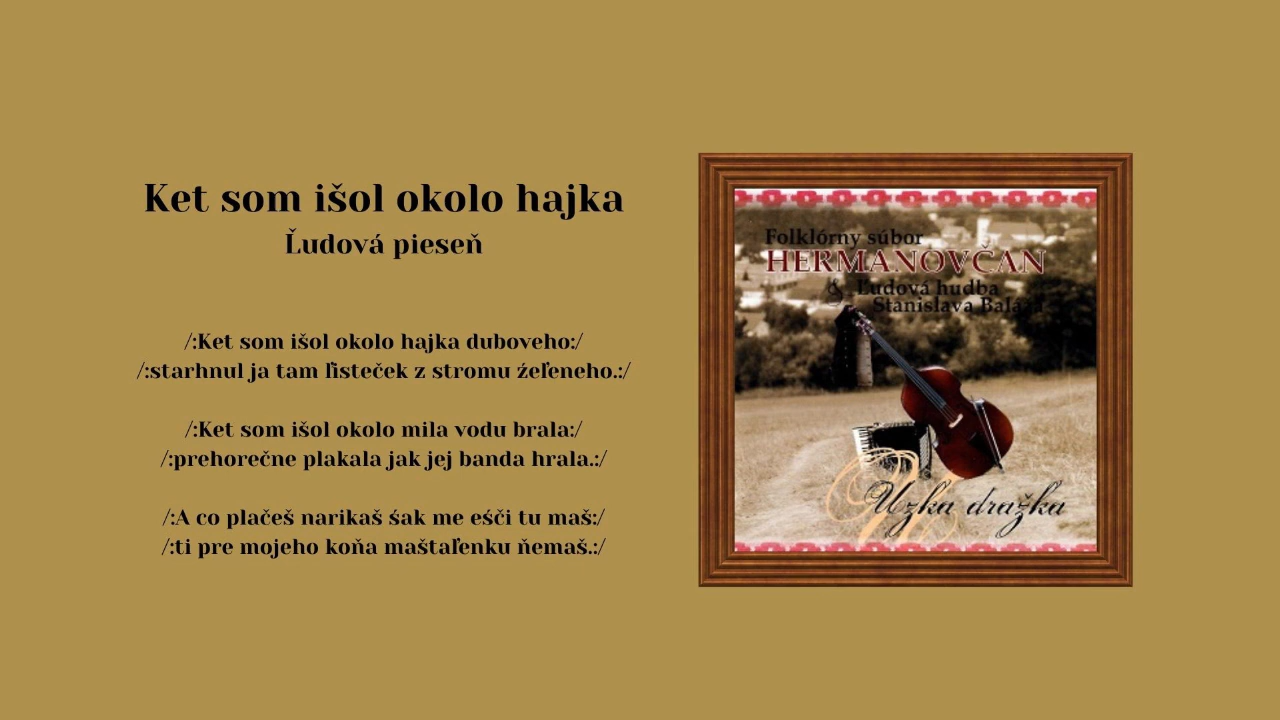 Ket som išol okolo hajka
Ľudová pieseň
/:Ket som išol okolo hajka duboveho:/
/:starhnul ja tam ľisteček z stromu źeľeneho.:/
/:Ket som išol okolo mila vodu brala:/
/:prehorečne plakala jak jej banda hrala.:/
/:A co plačeš narikaš śak me eśči tu maš:/
/:ti pre mojeho koňa maštaľenku ňemaš.:/
Folklórny súbor
HERMANOVČAN
& Ľudová hudba
Stanislava Baláža
Uzka dražka